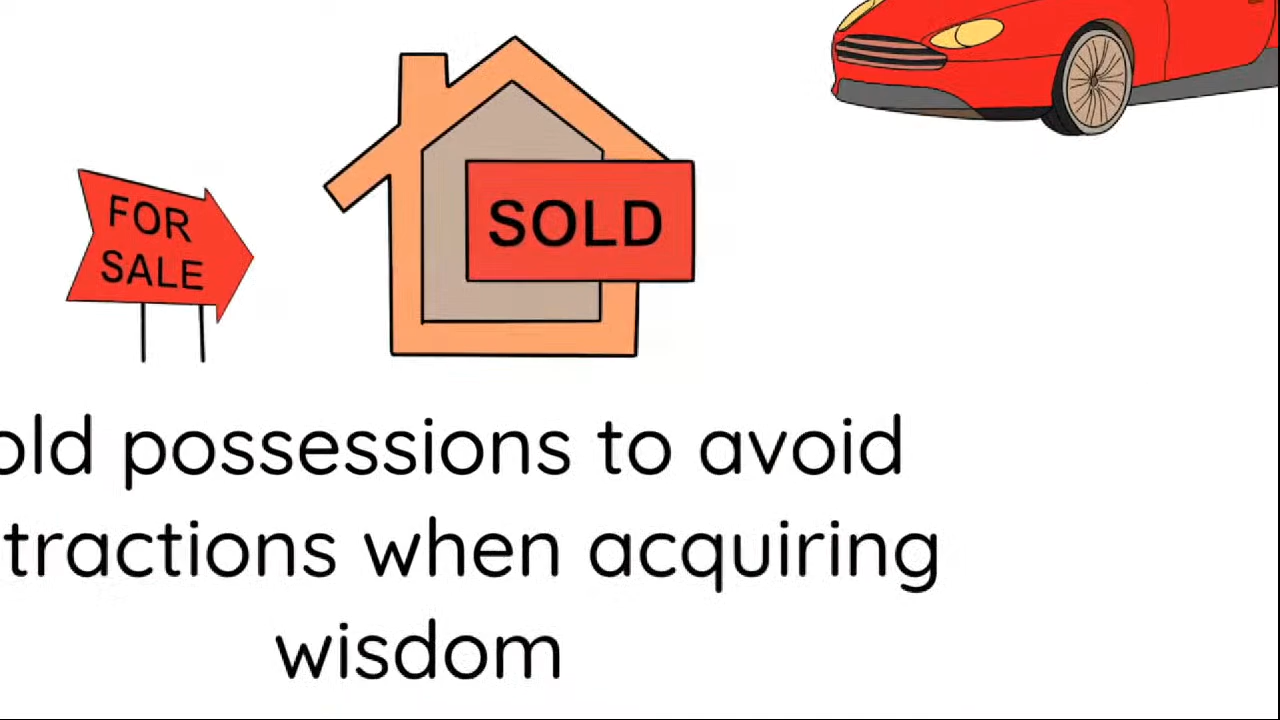 FOR
SALE
SOLD
old possessions to avoid
tractions when acquiring
wisdom